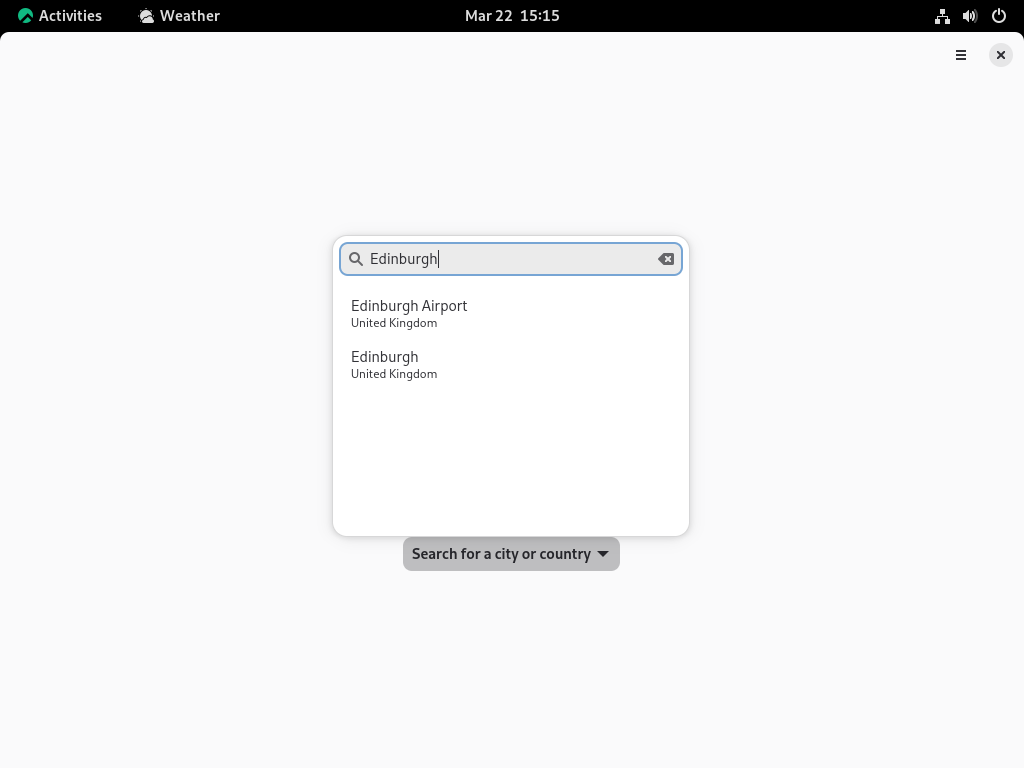 Activities
Weather
Mar 22  15:15
Edinburgh
Edinburgh Airport
United Kingdom
Edinburgh
United Kingdom
Search for a city or country